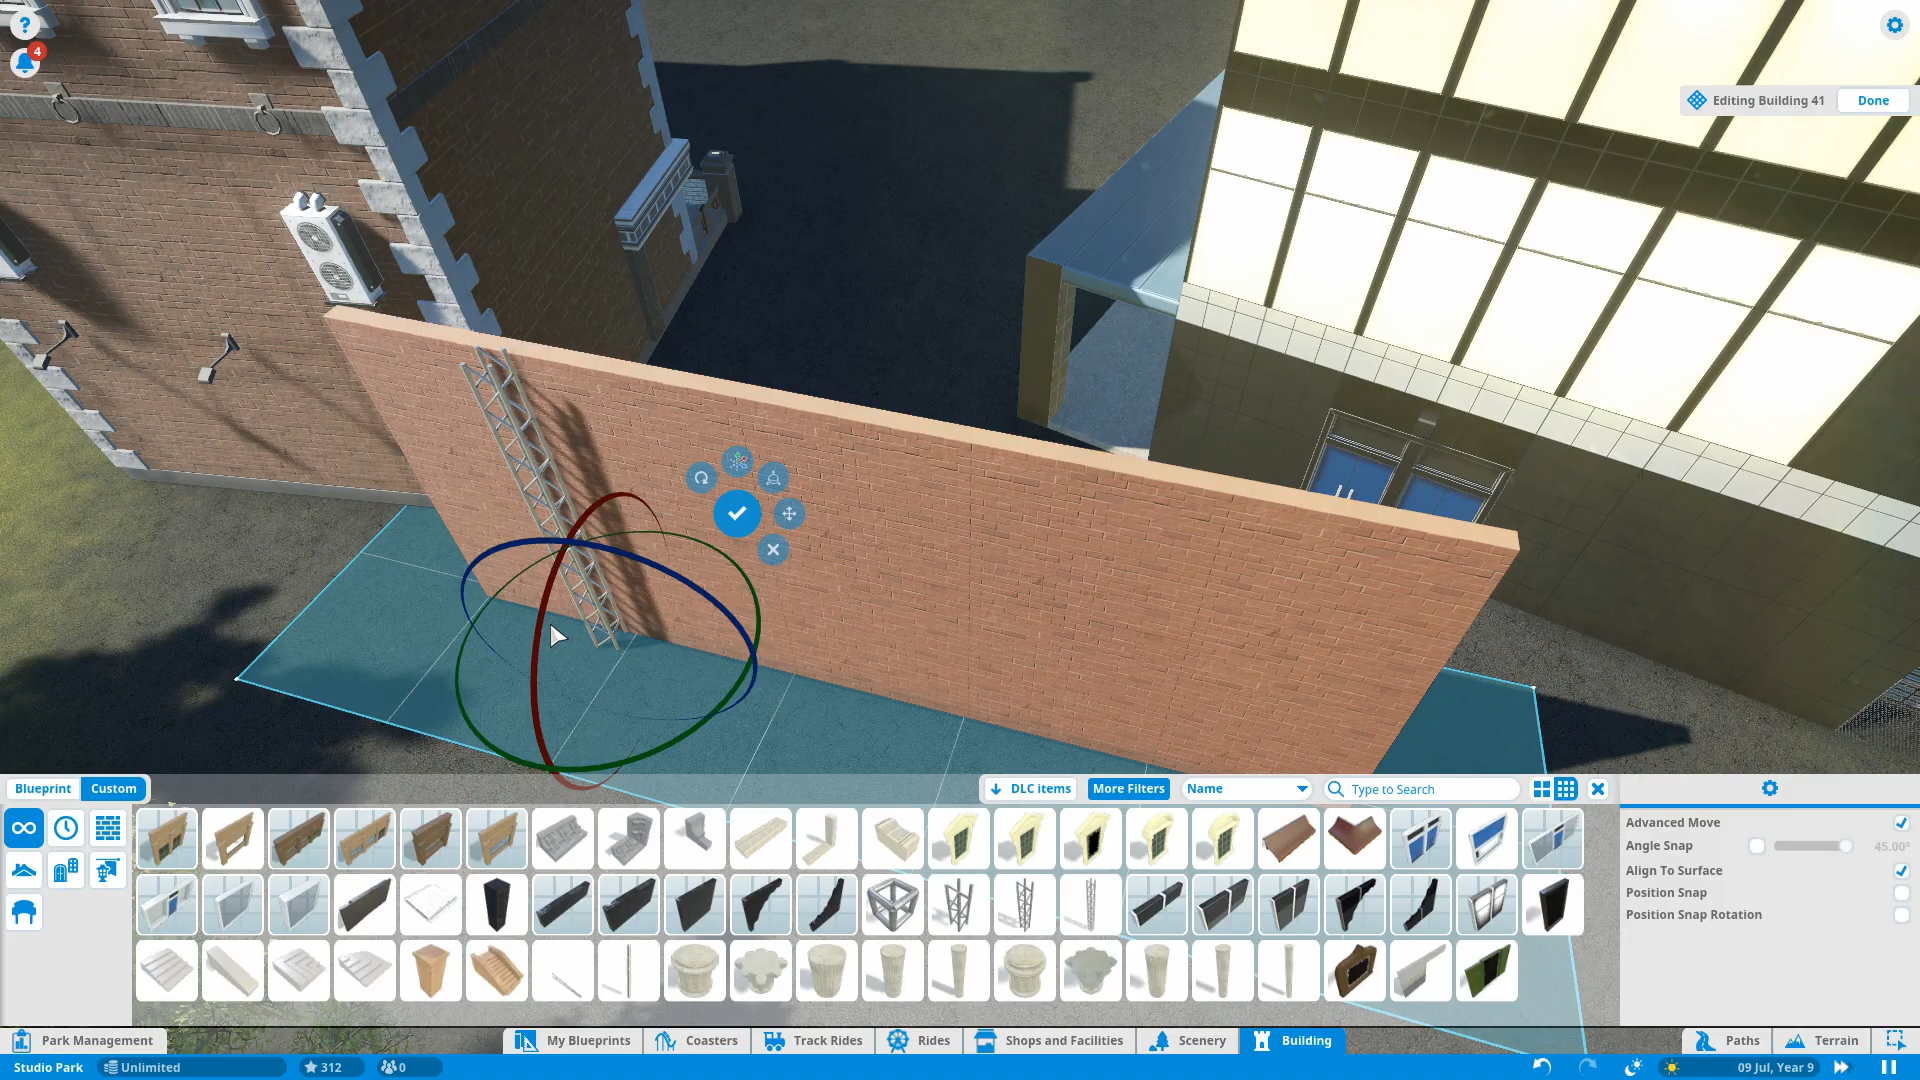 ?
4
Editing Building 41
Done
Blueprint
Custom
DLC items
More Filters
Name
Type to Search
Advanced Move
Angle Snap
45.00°
Align To Surface
Position Snap
Position Snap Rotation
Park Management
My Blueprints
Coasters
Track Rides
Rides
Shops and Facilities
Scenery
Building
Paths
Terrain
Studio Park
Unlimited
312
0
09 Jul, Year 9